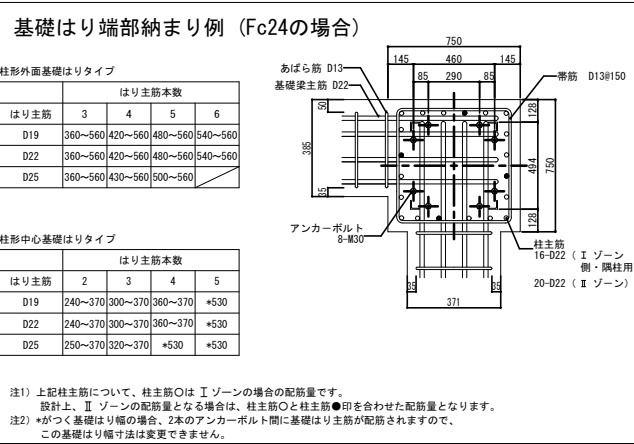 基礎はり端部納まり例（Fc24の場合）
柱形外面基礎はりタイプ
はり主筋本数
はり主筋 3 4 5 6
D19 360～560 420～560 480～560 540～560
D22 360～560 420～560 480～560 540～560
D25 360～560 430～560 500～560
柱形中心基礎はりタイプ
はり主筋本数
はり主筋 2 3 4 5
D19 240～370 300～370 360～370 *530
D22 240～370 300～370 360～370 *530
D25 250～370 320～370 *530 *530
750
145 460 145
85 290 85
あばら筋 D13
基礎梁主筋 D22
帯筋 D13@150
50
385
35
128
494
750
128
アンカーボルト
8-M30
柱主筋
16-D22（ Ⅰ ゾーン
側・隅柱用
20-D22（ Ⅱ ゾーン）
35 35
371
注1）上記柱主筋について、柱主筋〇は Ⅰ ゾーンの場合の配筋量です。
設計上、Ⅱ ゾーンの配筋量となる場合は、柱主筋〇と柱主筋●印を合わせた配筋量となります。
注2）*がつく基礎はり幅の場合、2本のアンカーボルト間に基礎はり主筋が配筋されますので、
この基礎はり幅寸法は変更できません。